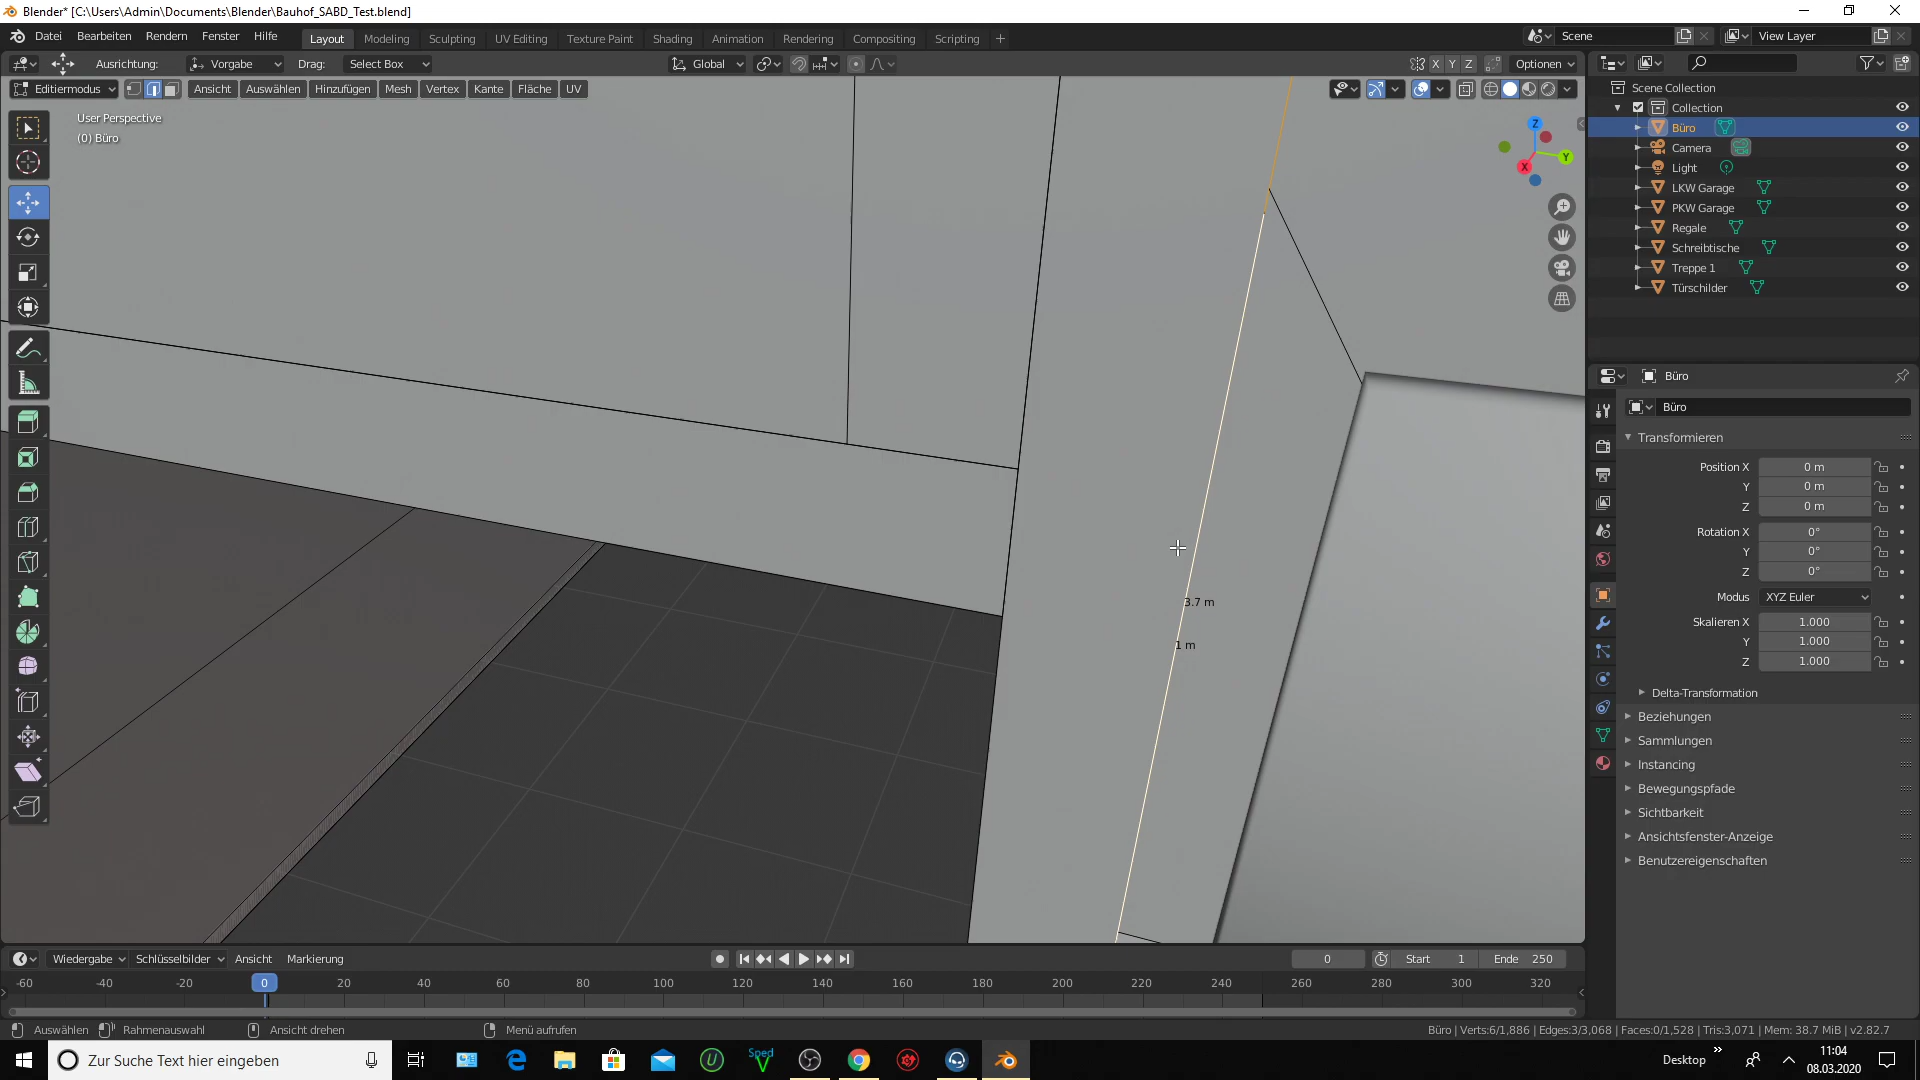 Blender* [C:\Users\Admin\Documents\Blender\Bauhof_SABD_Test.blend]
Datei Bearbeiten Rendern Fenster Hilfe Layout Modeling Sculpting UV Editing Texture Paint Shading Animation Rendering Compositing Scripting + Scene View Layer
Ausrichtung: Vorgabe Drag: Select Box Global X Y Z Optionen
Editiermodus Ansicht Auswählen Hinzufügen Mesh Vertex Kante Fläche UV
User Perspective
(0) Büro
Z
Y
X
3.7 m
1 m
Scene Collection
Collection
Büro
Camera
Light
LKW Garage
PKW Garage
Regale
Schreibtische
Treppe 1
Türschilder
Büro
Büro
Transformieren
Position X 0 m
Y 0 m
Z 0 m
Rotation X 0°
Y 0°
Z 0°
Modus XYZ Euler
Skalieren X 1.000
Y 1.000
Z 1.000
Delta-Transformation
Beziehungen
Sammlungen
Instancing
Bewegungspfade
Sichtbarkeit
Ansichtsfenster-Anzeige
Benutzereigenschaften
Wiedergabe Schlüsselbilder Ansicht Markierung 0 Start 1 Ende 250
-60 -40 -20 0 20 40 60 80 100 120 140 160 180 200 220 240 260 280 300 320
Auswählen Rahmenauswahl Ansicht drehen Menü aufrufen Büro | Verts:6/1,886 | Edges:3/3,068 | Faces:0/1,528 | Tris:3,071 | Mem: 38.7 MiB | v2.82.7
Zur Suche Text hier eingeben Sped V Desktop » 11:04
08.03.2020